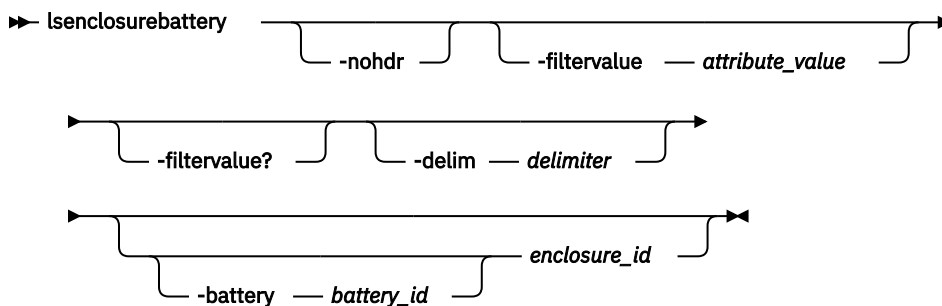 lsenclosurebattery
-nohdr -filtervalue attribute_value
-filtervalue? -delim delimiter
enclosure_id
-battery battery_id